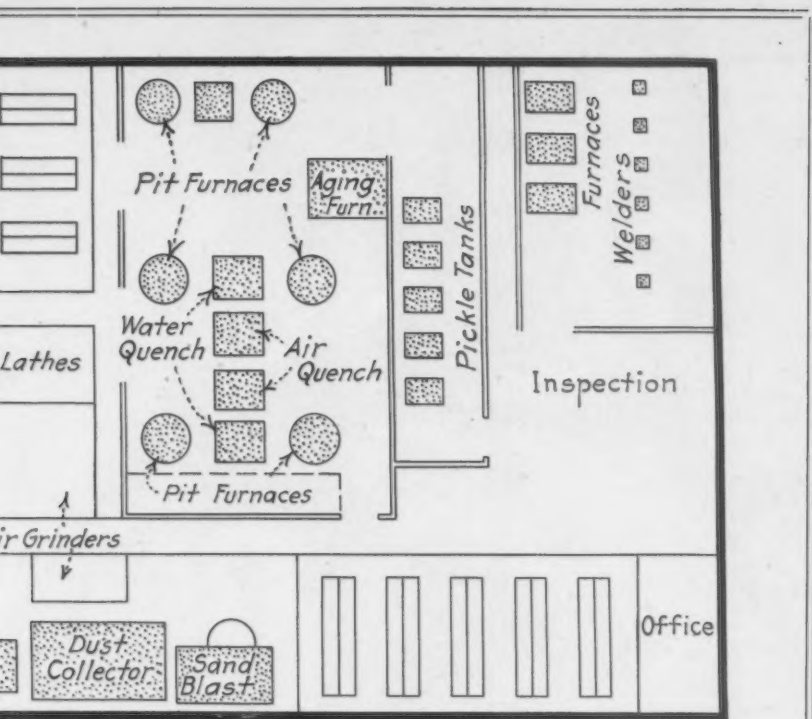 Pit Furnaces
Aging
Furn.
Furnaces
Welders
Pickle Tanks
Water
Quench
Air
Quench
Lathes
Inspection
Pit Furnaces
Grinders
Dust
Collector
Sand
Blast
Office